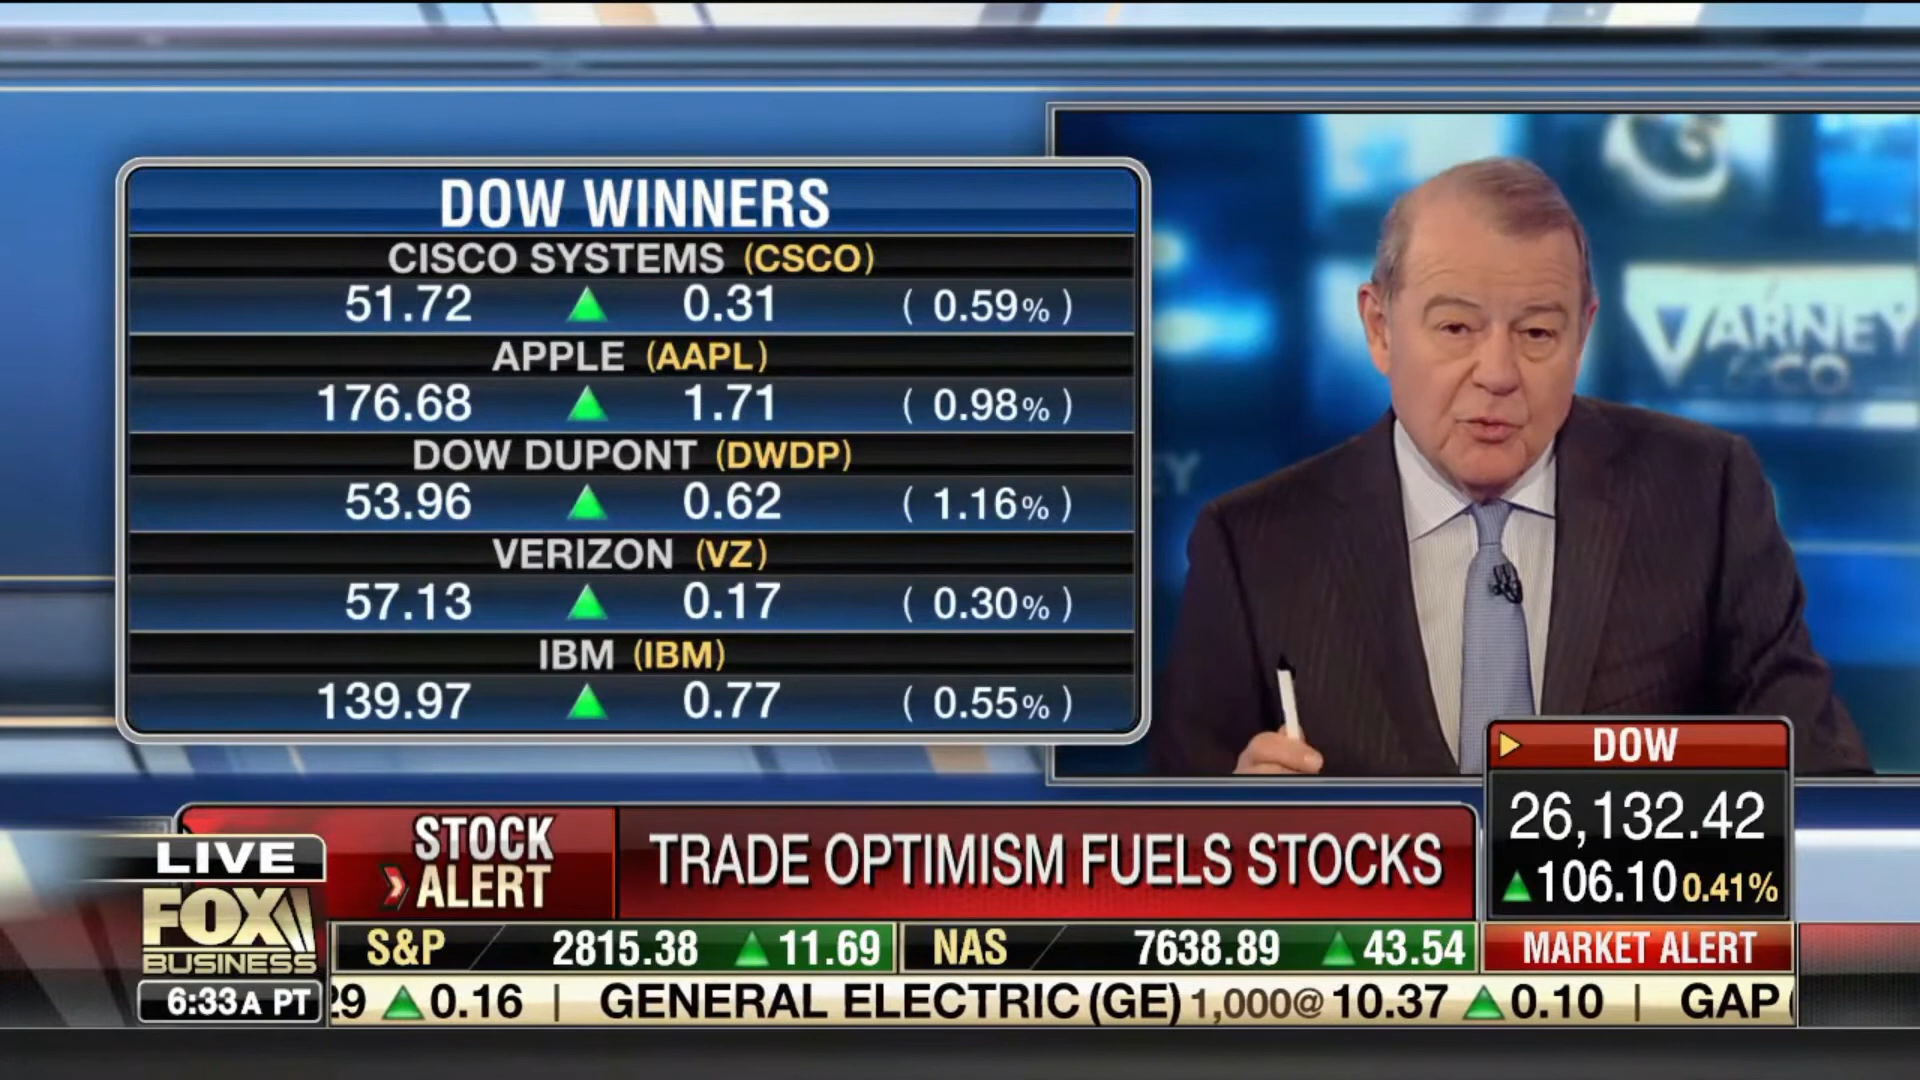 DOW WINNERS
CISCO SYSTEMS (CSCO)
51.72 ▲ 0.31 ( 0.59% )
APPLE (AAPL)
176.68 ▲ 1.71 ( 0.98% )
DOW DUPONT (DWDP)
53.96 ▲ 0.62 ( 1.16% )
VERIZON (VZ)
57.13 ▲ 0.17 ( 0.30% )
IBM (IBM)
139.97 ▲ 0.77 ( 0.55% )
VARNEY
& CO
DOW
26,132.42
▲ 106.10 0.41%
STOCK
ALERT
TRADE OPTIMISM FUELS STOCKS
LIVE
FOX
BUSINESS
6:33A PT
S&P 2815.38 ▲ 11.69 NAS 7638.89 ▲ 43.54 MARKET ALERT
29 ▲ 0.16 | GENERAL ELECTRIC (GE) 1,000@ 10.37 ▲ 0.10 | GAP (